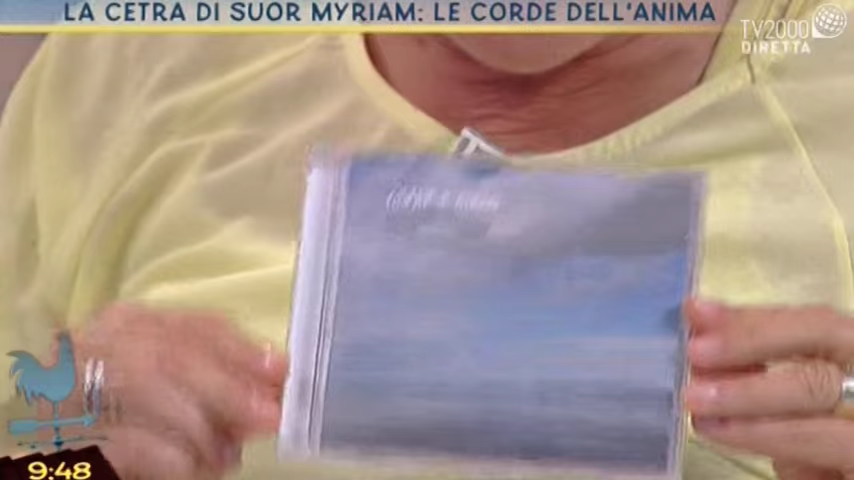 LA CETRA DI SUOR MYRIAM: LE CORDE DELL'ANIMA
TV2000
DIRETTA
9:48